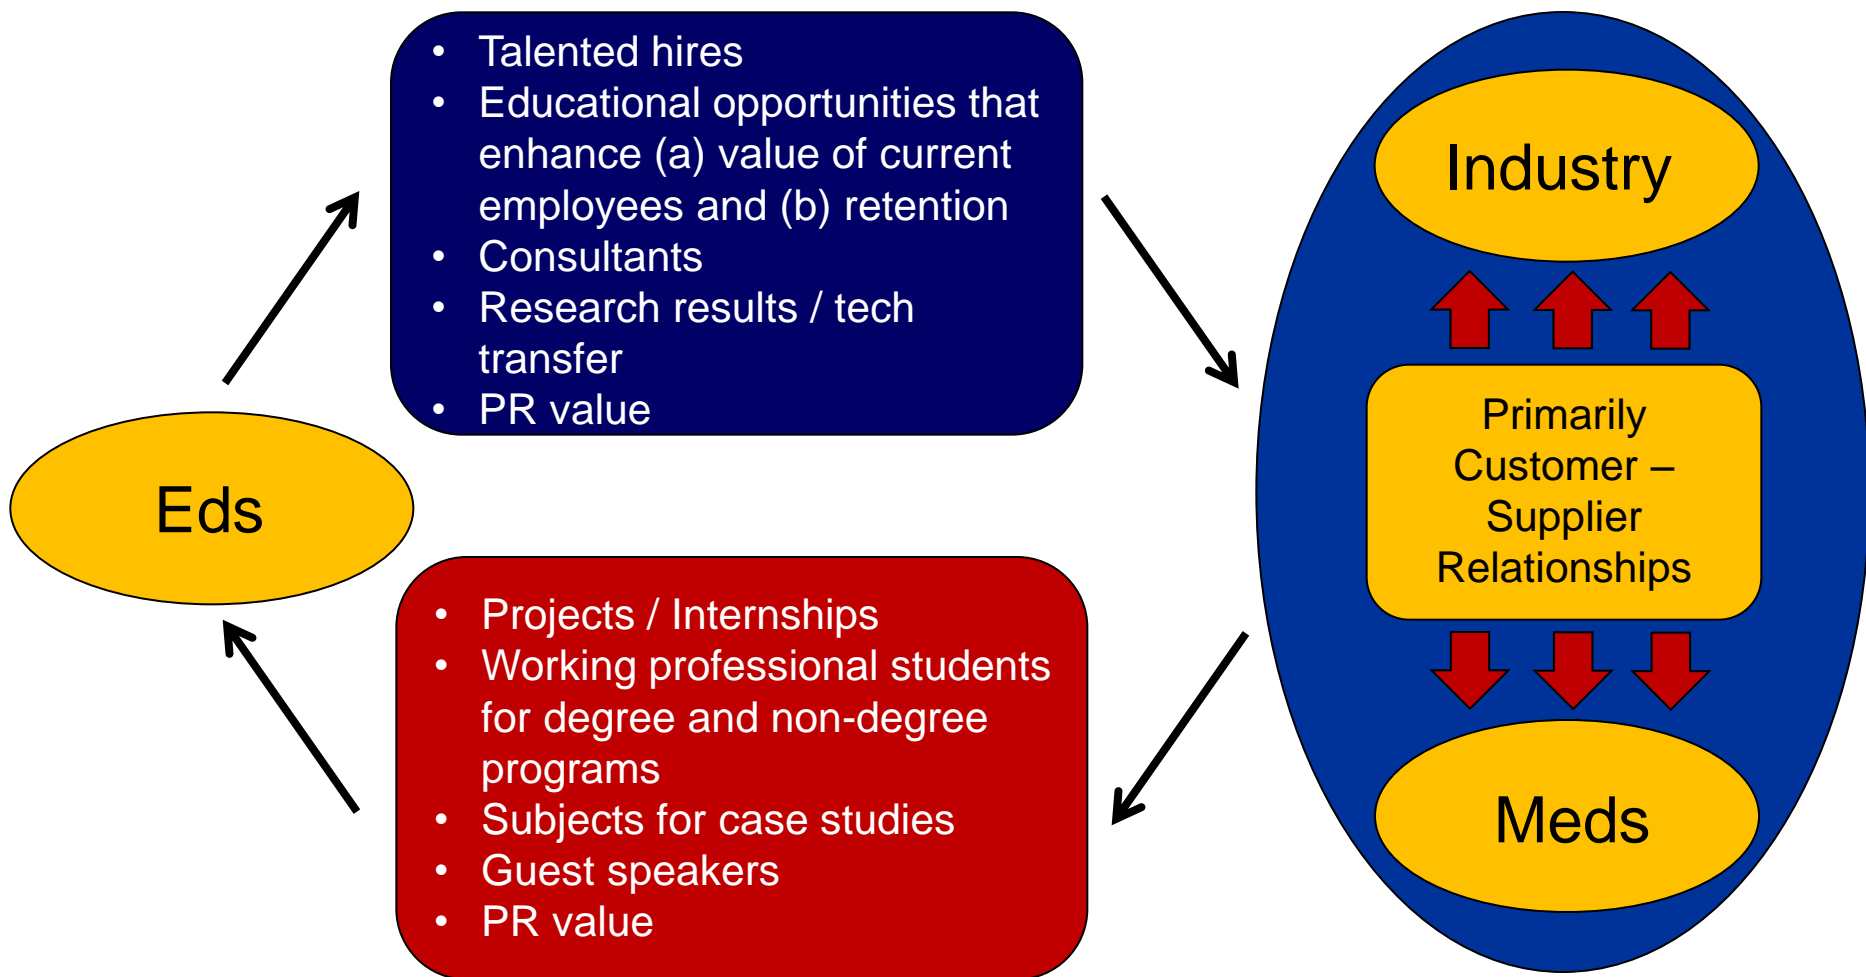 • Talented hires
• Educational opportunities that
enhance (a) value of current
employees and (b) retention
• Consultants
• Research results / tech
transfer
• PR value
Eds
• Projects / Internships
• Working professional students
for degree and non-degree
programs
• Subjects for case studies
• Guest speakers
• PR value
Industry
Primarily
Customer –
Supplier
Relationships
Meds